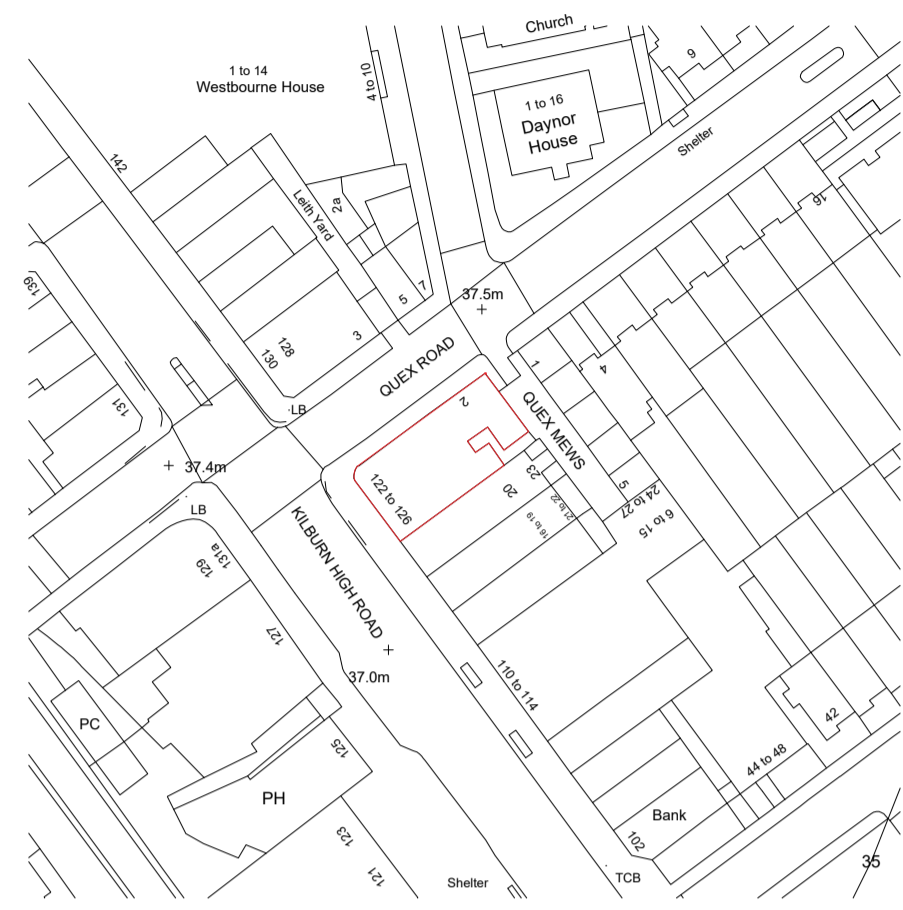 Church
9
1 to 14
Westbourne House
4 to 10
1 to 16
Daynor
House
Shelter
142
Leith Yard
2a
16
139
5
7
37.5m
3
128
130
QUEX ROAD
1
4
131
LB
2
QUEX MEWS
37.4m
122 to 126
23
20
5
24 to 27
21 to 22
16 to 19
6 to 15
LB
KILBURN HIGH ROAD
131a
129
127
37.0m
110 to 114
PC
125
42
44 to 48
PH
Bank
123
102
35
121
Shelter
TCB